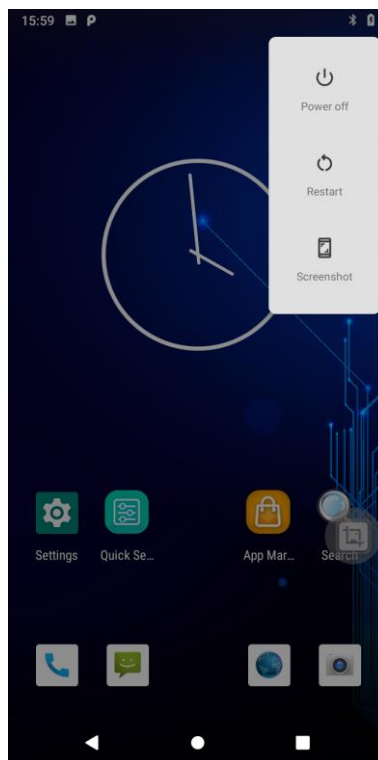 15:59
Power off
Restart
Screenshot
Settings
Quick Se...
App Mar...
Search